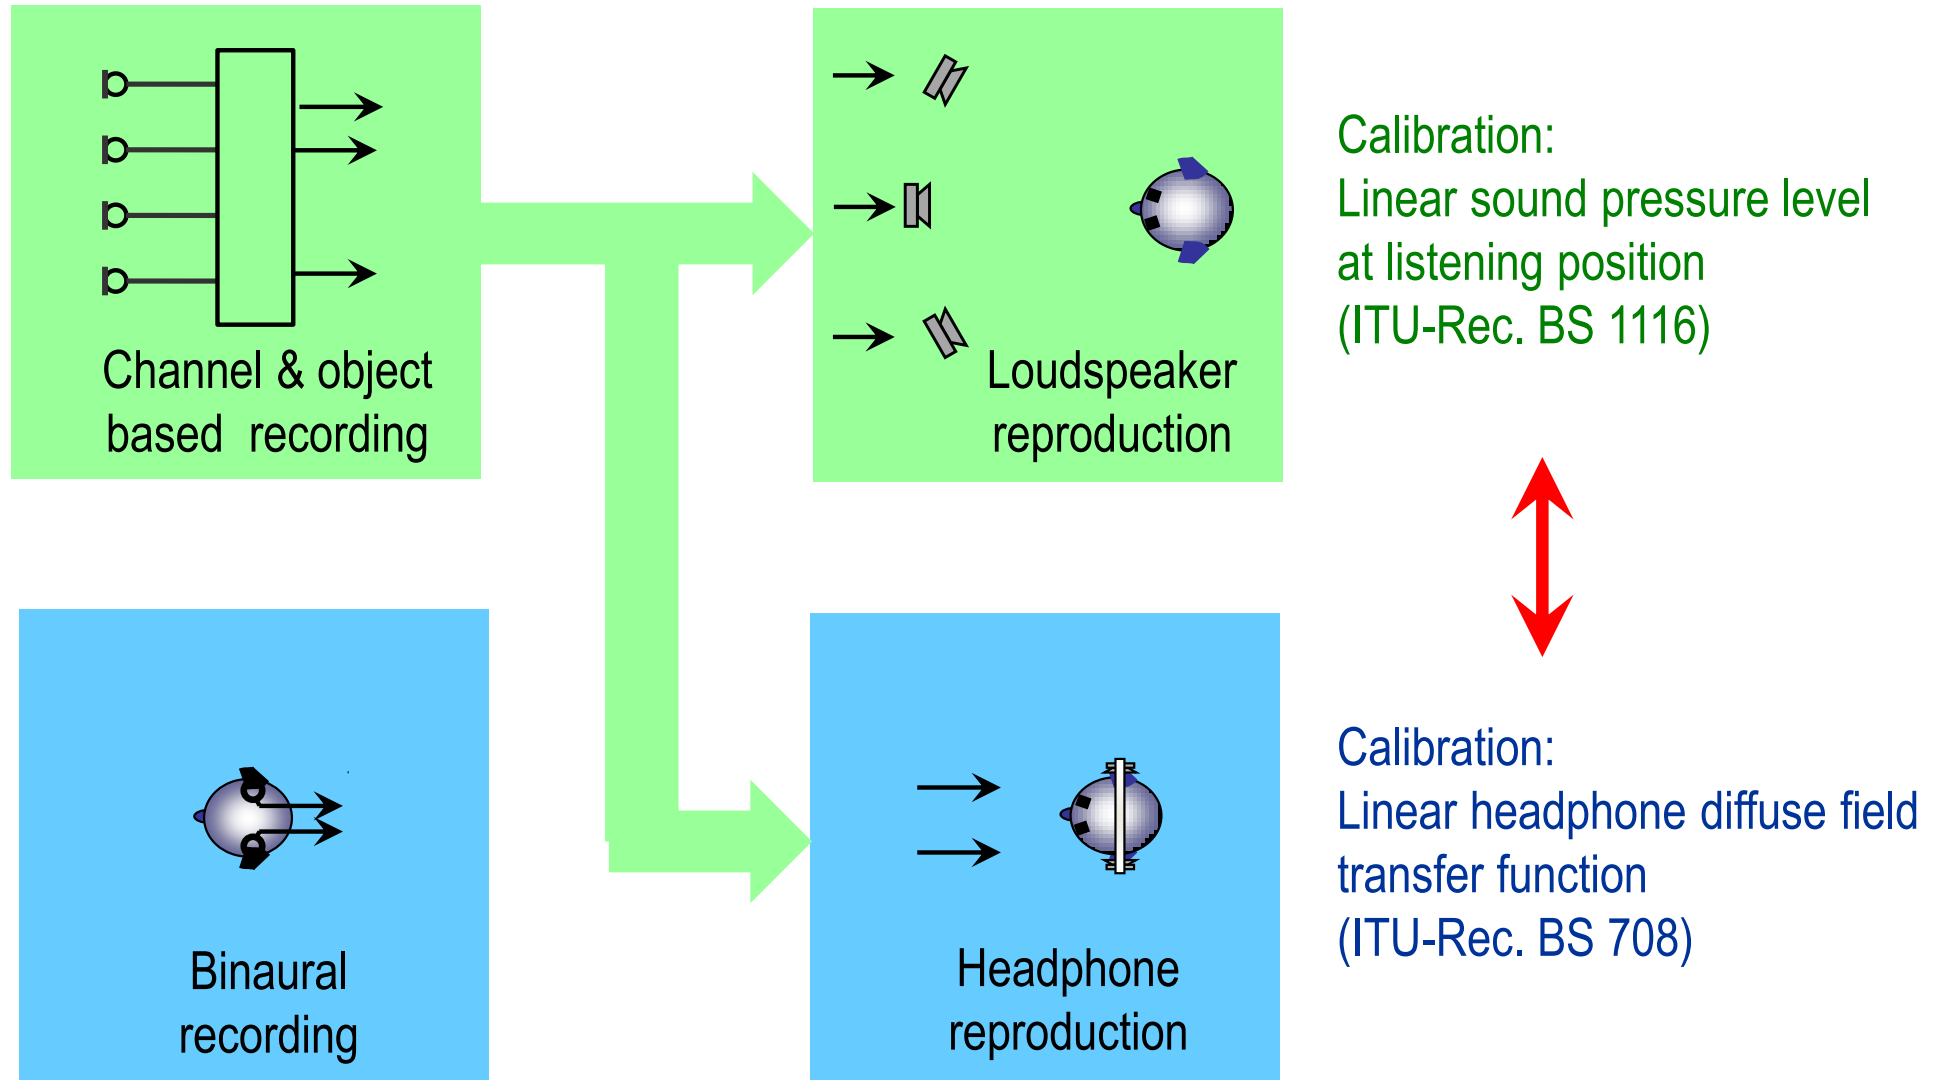 Channel & object
based recording
Loudspeaker
reproduction
Calibration:
Linear sound pressure level
at listening position
(ITU-Rec. BS 1116)
Binaural
recording
Headphone
reproduction
Calibration:
Linear headphone diffuse field
transfer function
(ITU-Rec. BS 708)